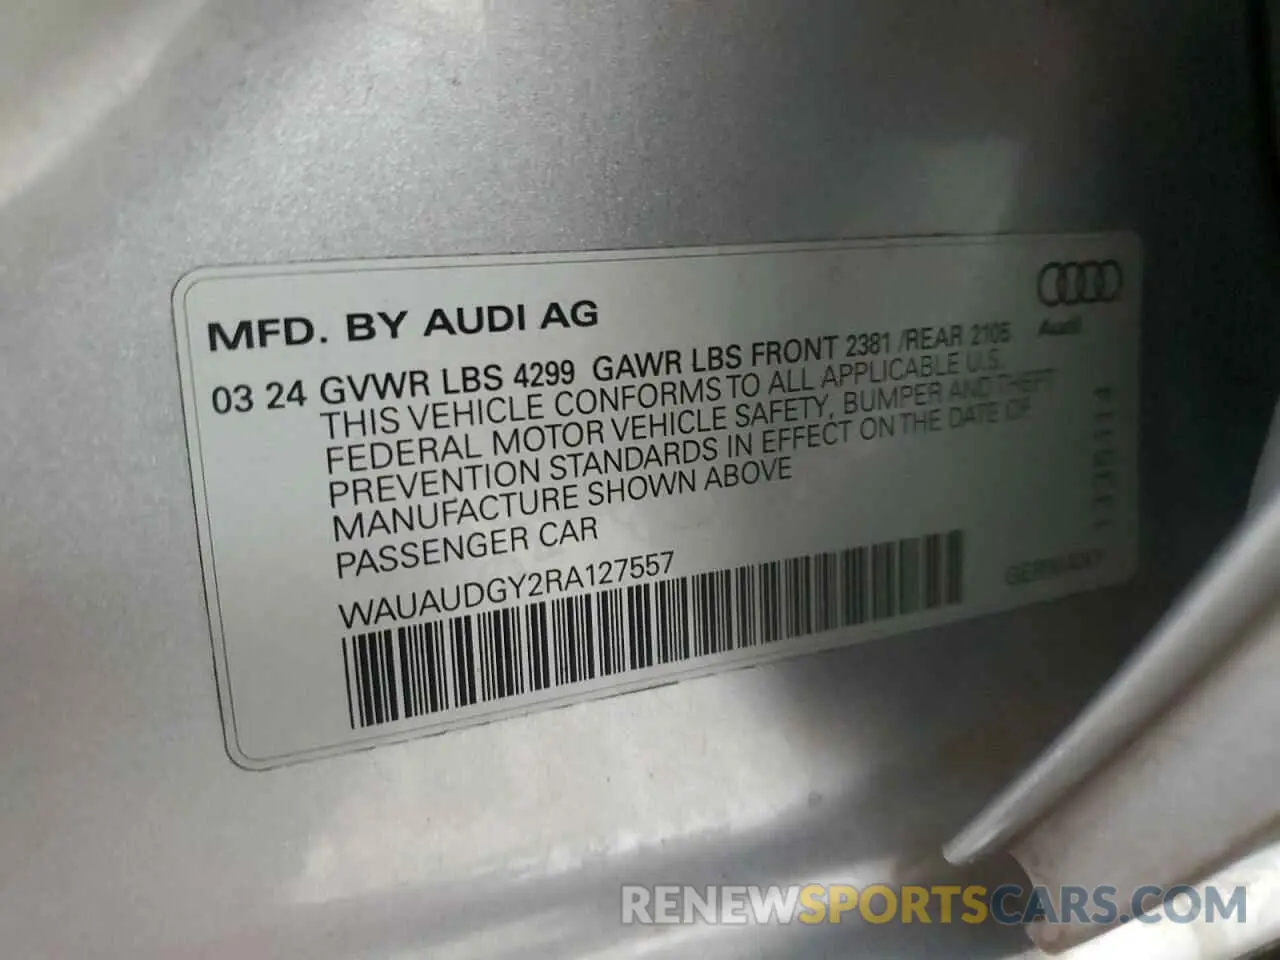 MFD. BY AUDI AG
Audi
03 24 GVWR LBS 4299 GAWR LBS FRONT 2381 /REAR 2105
THIS VEHICLE CONFORMS TO ALL APPLICABLE U.S.
FEDERAL MOTOR VEHICLE SAFETY, BUMPER AND THEFT
PREVENTION STANDARDS IN EFFECT ON THE DATE OF
MANUFACTURE SHOWN ABOVE
PASSENGER CAR
WAUAUDGY2RA127557
GERMANY
RENEWSPORTSCARS.COM